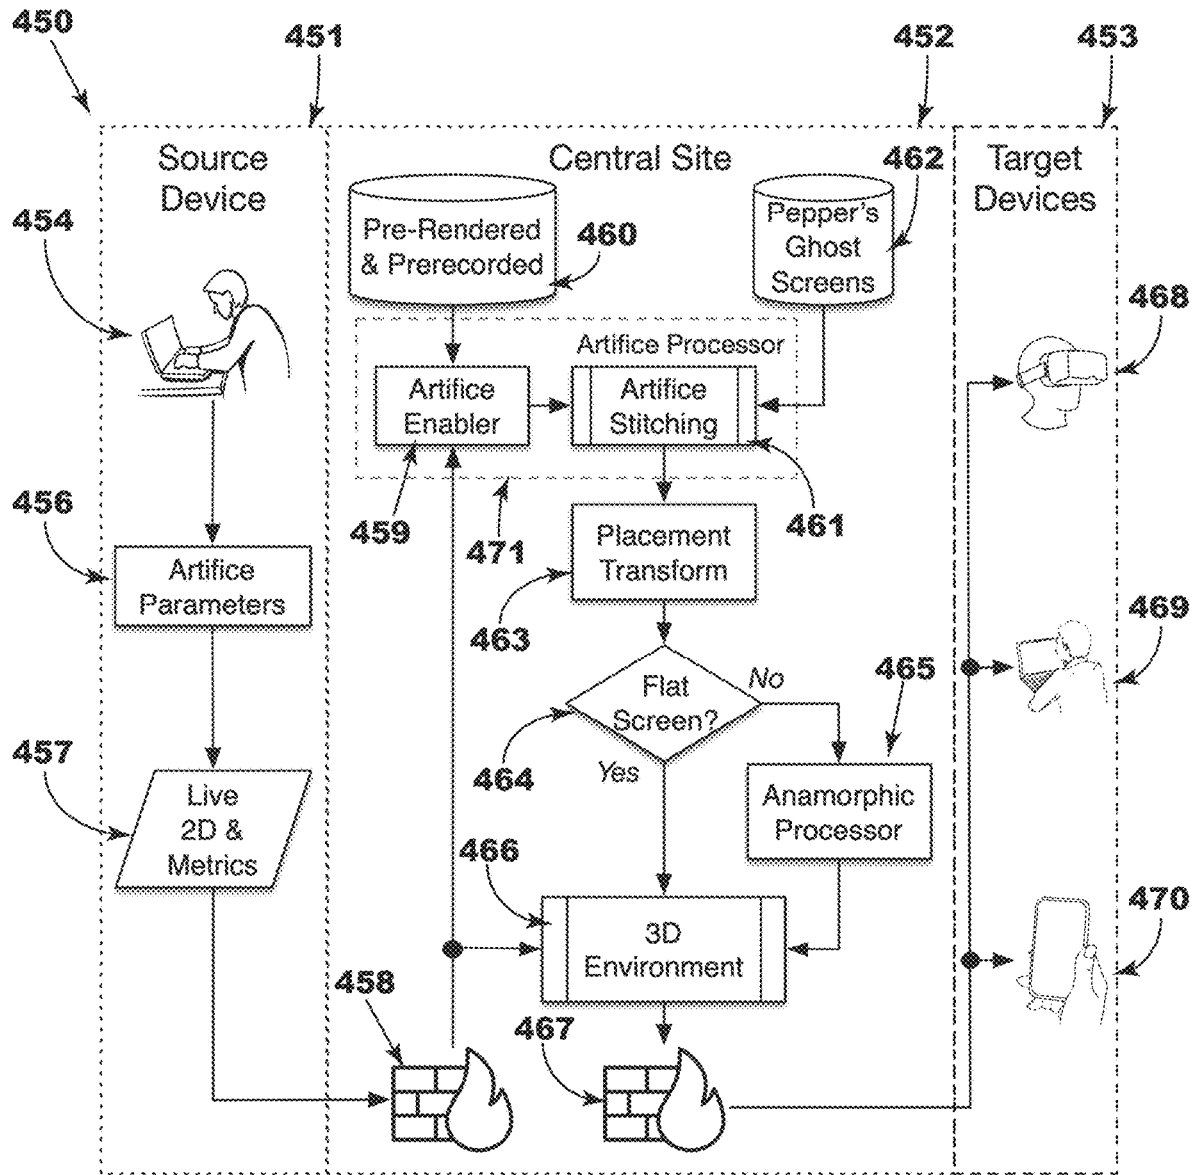 450
451
452
453
Source
Device
Central Site
Target
Devices
462
454
Pre-Rendered
& Prerecorded
460
Pepper's
Ghost
Screens
468
Artifice Processor
Artifice
Enabler
Artifice
Stitching
456
459
471
461
Artifice
Parameters
Placement
Transform
463
469
465
Flat
Screen?
No
Yes
464
457
Live
2D &
Metrics
Anamorphic
Processor
466
470
3D
Environment
458
467